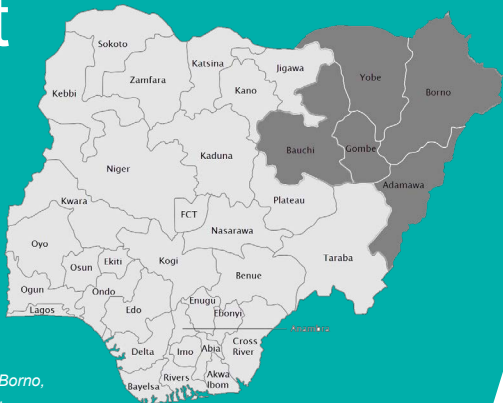 t
Sokoto
Katsina
Jigawa
Yobe
Borno
Zamfara
Kano
Kebbi
Kaduna
Bauchi
Gombe
Niger
Adamawa
Kwara
Plateau
FCT
Nasarawa
Oyo
Kogi
Taraba
Osun
Ekiti
Benue
Ogun
Ondo
Enugu
Lagos
Edo
Ebonyi
Anambra
Delta
Imo
Abia
Cross
River
Rivers
Akwa
Ibom
Bayelsa
Borno,